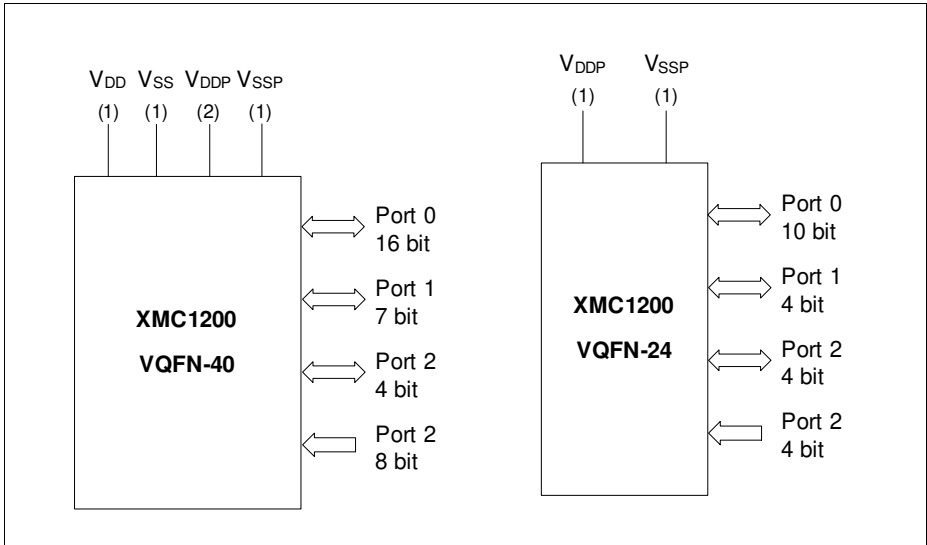 VDD VSS VDDP VSSP
(1) (1) (2) (1)
Port 0
16 bit
Port 1
7 bit
XMC1200
VQFN-40
Port 2
4 bit
Port 2
8 bit
VDDP VSSP
(1) (1)
Port 0
10 bit
Port 1
4 bit
XMC1200
VQFN-24
Port 2
4 bit
Port 2
4 bit